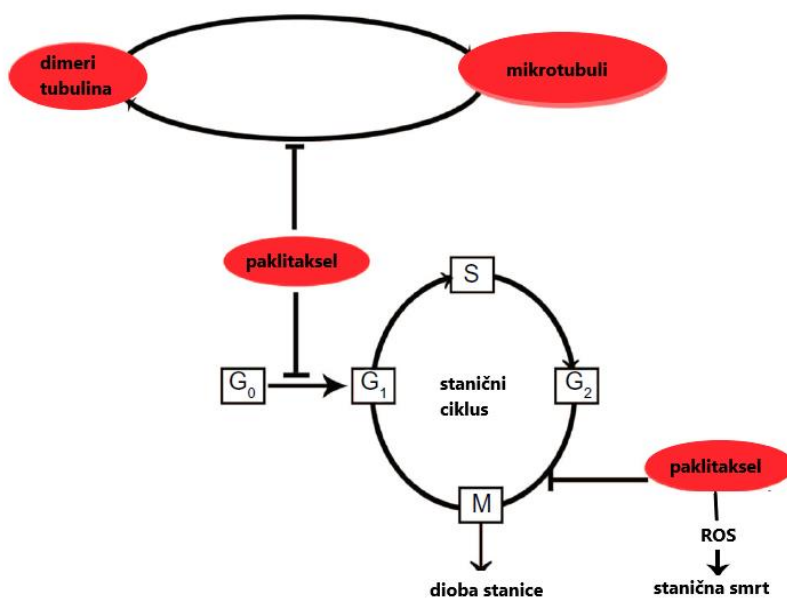 dimeri
tubulina
mikrotubuli
paklitaksel
S
G₀
G₁
stanični
ciklus
G₂
paklitaksel
M
ROS
dioba stanice
stanična smrt